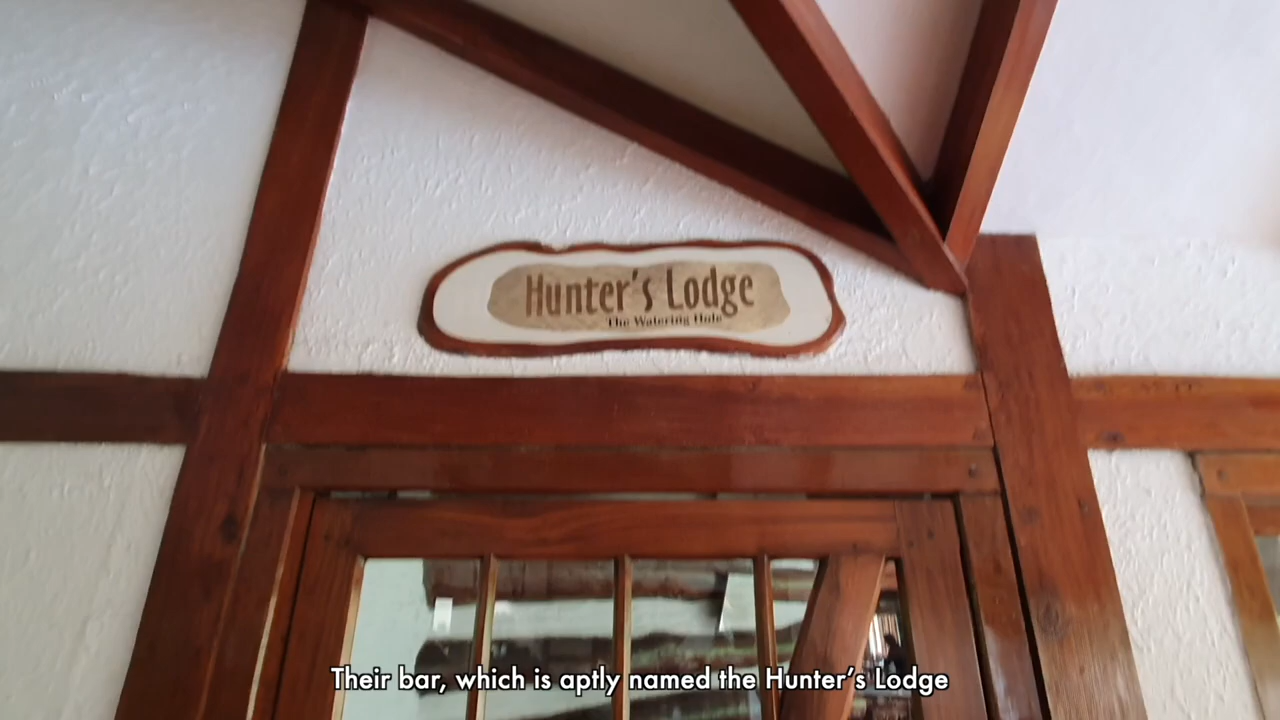 Hunter's Lodge
The Watering Hole
Their bar, which is aptly named the Hunter's Lodge